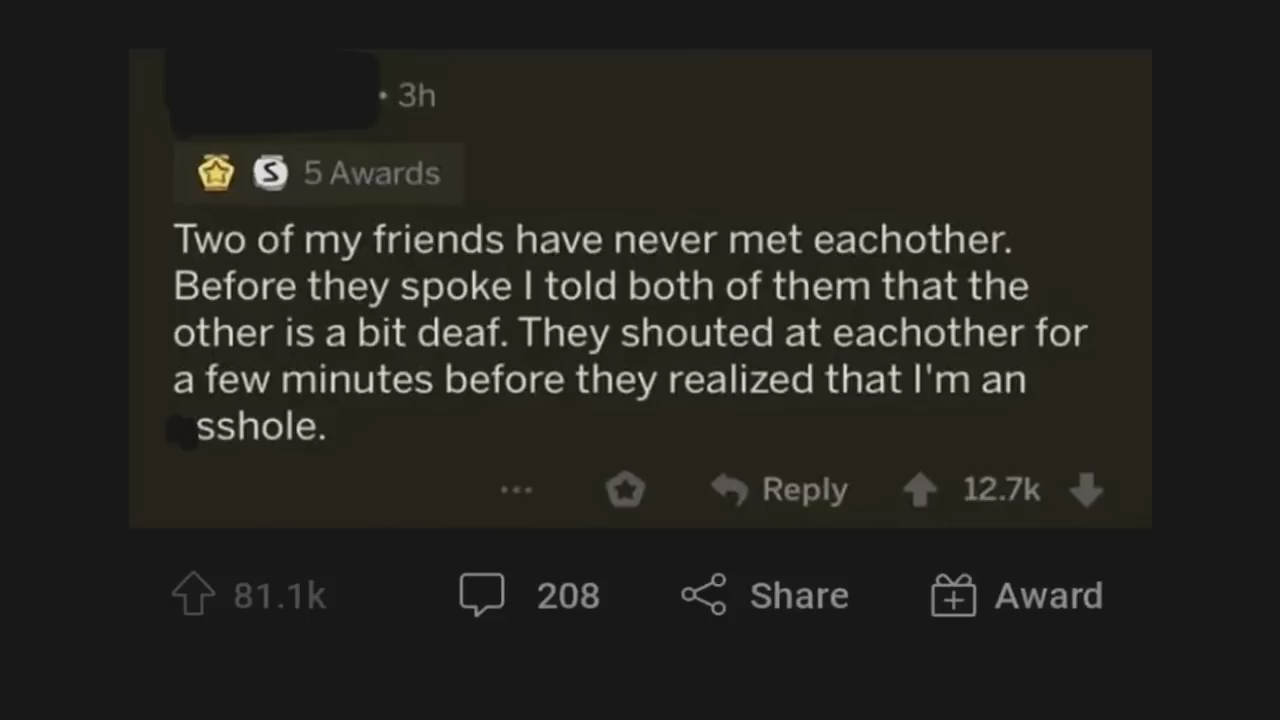 • 3h
S 5 Awards
Two of my friends have never met eachother.
Before they spoke I told both of them that the
other is a bit deaf. They shouted at eachother for
a few minutes before they realized that I'm an
sshole.
... Reply 12.7k
81.1k 208 Share Award